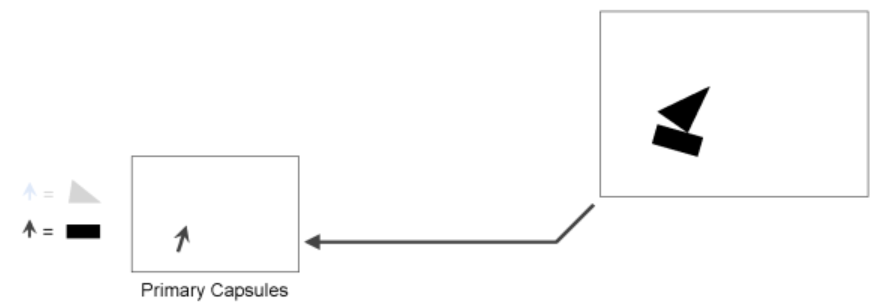 =
=
Primary Capsules